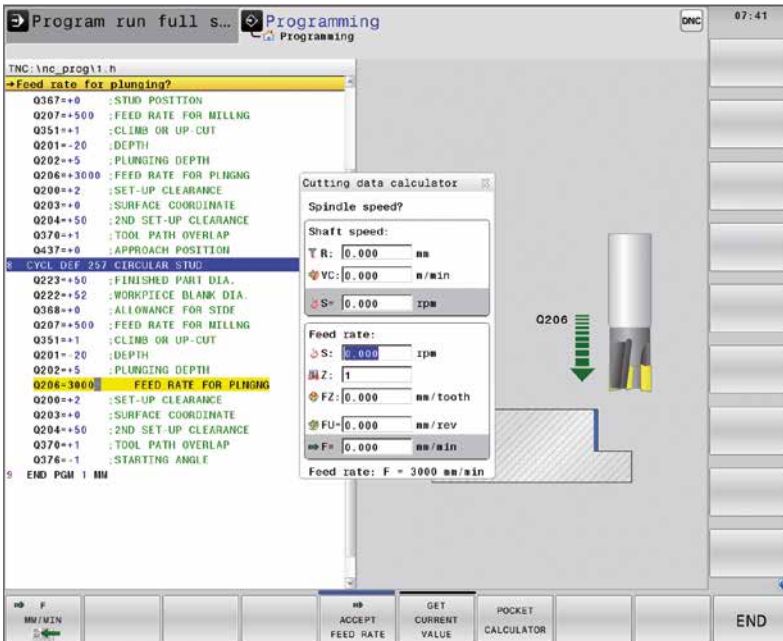 Program run full s...
Programming
Programming
DNC
07:41
TNC:\nc_prog\1.h
→Feed rate for plunging?
Q367=+0 ;STUD POSITION
Q207=+500 ;FEED RATE FOR MILLNG
Q351=+1 ;CLIMB OR UP-CUT
Q201=-20 ;DEPTH
Q202=+5 ;PLUNGING DEPTH
Q206=+3000 ;FEED RATE FOR PLNGNG
Q200=+2 ;SET-UP CLEARANCE
Q203=+0 ;SURFACE COORDINATE
Q204=+50 ;2ND SET-UP CLEARANCE
Q370=+1 ;TOOL PATH OVERLAP
Q437=+0 ;APPROACH POSITION
8 CYCL DEF 257 CIRCULAR STUD
Q223=+50 ;FINISHED PART DIA.
Q222=+52 ;WORKPIECE BLANK DIA.
Q368=+0 ;ALLOWANCE FOR SIDE
Q207=+500 ;FEED RATE FOR MILLNG
Q351=+1 ;CLIMB OR UP-CUT
Q201=-20 ;DEPTH
Q202=+5 ;PLUNGING DEPTH
Q206=3000 FEED RATE FOR PLNGNG
Q200=+2 ;SET-UP CLEARANCE
Q203=+0 ;SURFACE COORDINATE
Q204=+50 ;2ND SET-UP CLEARANCE
Q370=+1 ;TOOL PATH OVERLAP
Q376=-1 ;STARTING ANGLE
9 END PGM 1 MM
Cutting data calculator
Spindle speed?
Shaft speed:
R: 0.000 mm
VC: 0.000 m/min
S= 0.000 rpm
Feed rate:
S: 0.000 rpm
Z: 1
FZ: 0.000 mm/tooth
FU= 0.000 mm/rev
F= 0.000 mm/min
Feed rate: F = 3000 mm/min
Q206
F
MM/MIN
ACCEPT
FEED RATE
GET
CURRENT
VALUE
POCKET
CALCULATOR
END